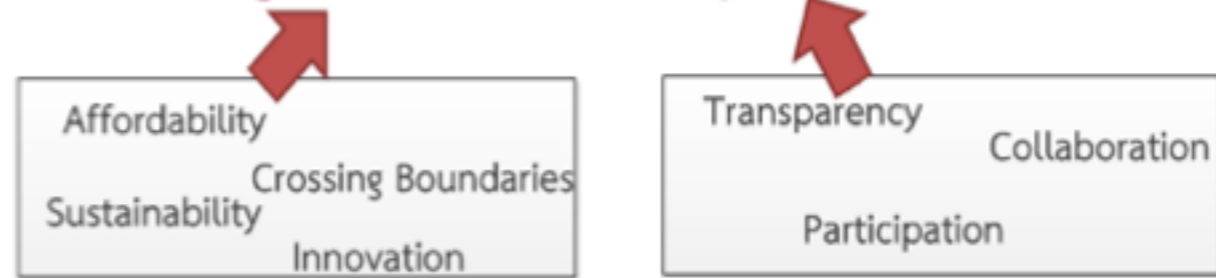 Affordability
Crossing Boundaries
Sustainability
Innovation
Transparency
Collaboration
Participation